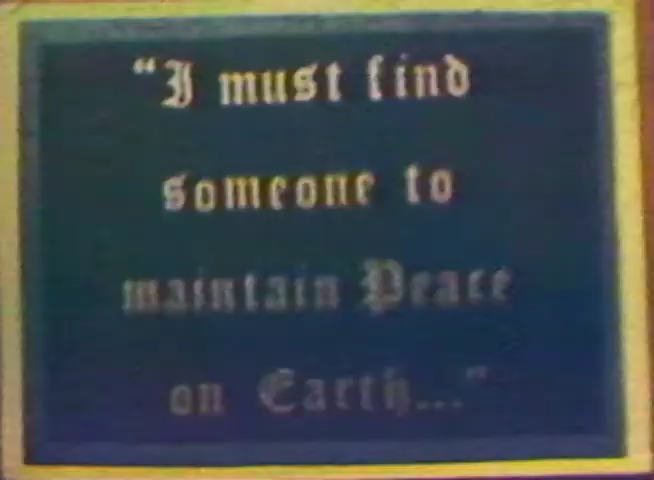 “I must find
someone to
maintain Peace
on Earth...”